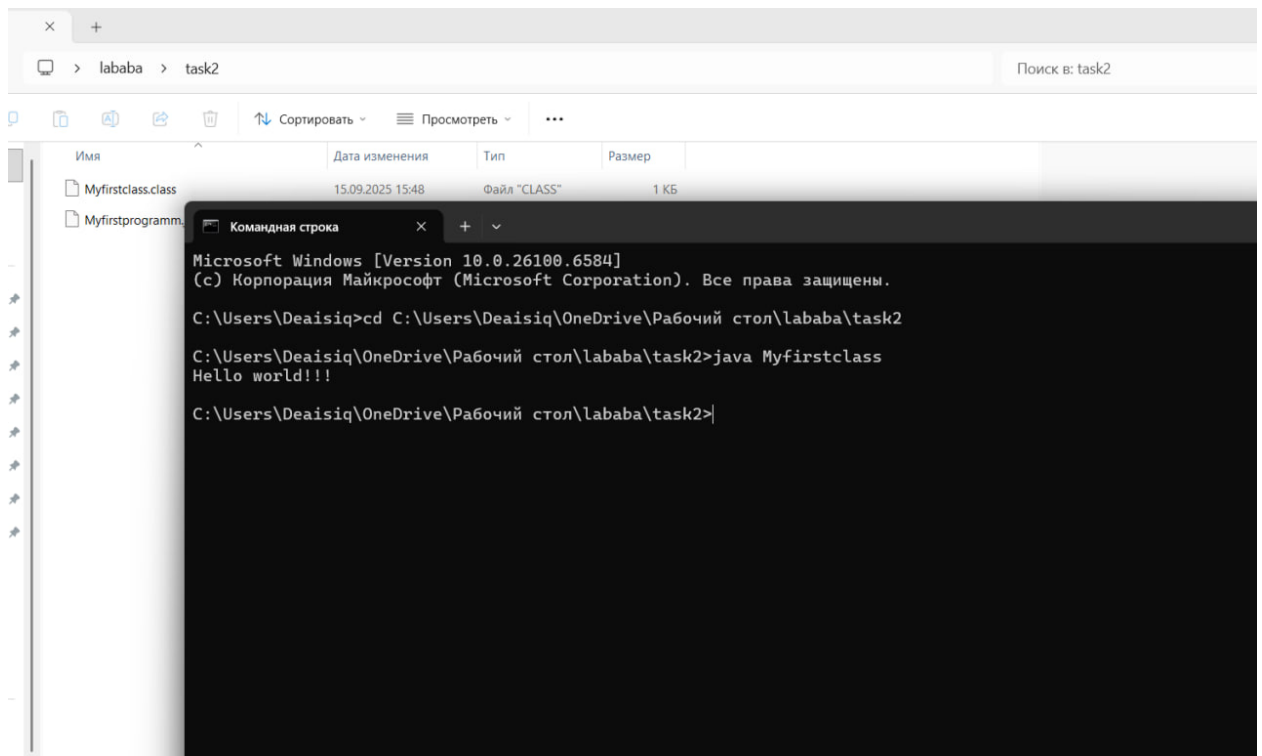 lababa > task2
Поиск в: task2
Сортировать
Просмотреть
Имя
Дата изменения
Тип
Размер
Myfirstclass.class 15.09.2025 15:48 Файл "CLASS" 1 КБ
Myfirstprogramm.
Командная строка
Microsoft Windows [Version 10.0.26100.6584]
(c) Корпорация Майкрософт (Microsoft Corporation). Все права защищены.
C:\Users\Deaisiq>cd C:\Users\Deaisiq\OneDrive\Рабочий стол\lababa\task2
C:\Users\Deaisiq\OneDrive\Рабочий стол\lababa\task2>java Myfirstclass
Hello world!!!
C:\Users\Deaisiq\OneDrive\Рабочий стол\lababa\task2>